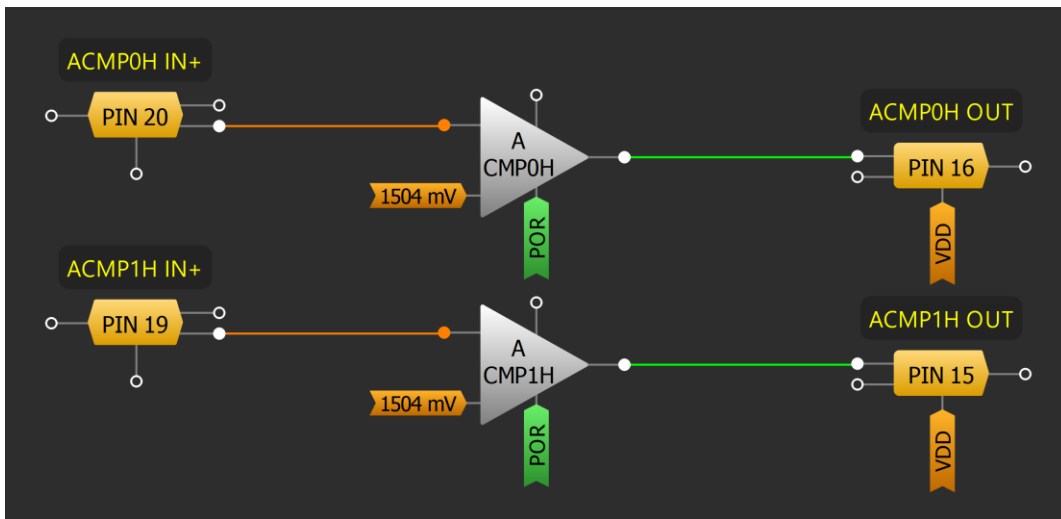 ACMP0H IN+
PIN 20
A
CMP0H
1504 mV
POR
ACMP0H OUT
PIN 16
VDD
ACMP1H IN+
PIN 19
A
CMP1H
1504 mV
POR
ACMP1H OUT
PIN 15
VDD